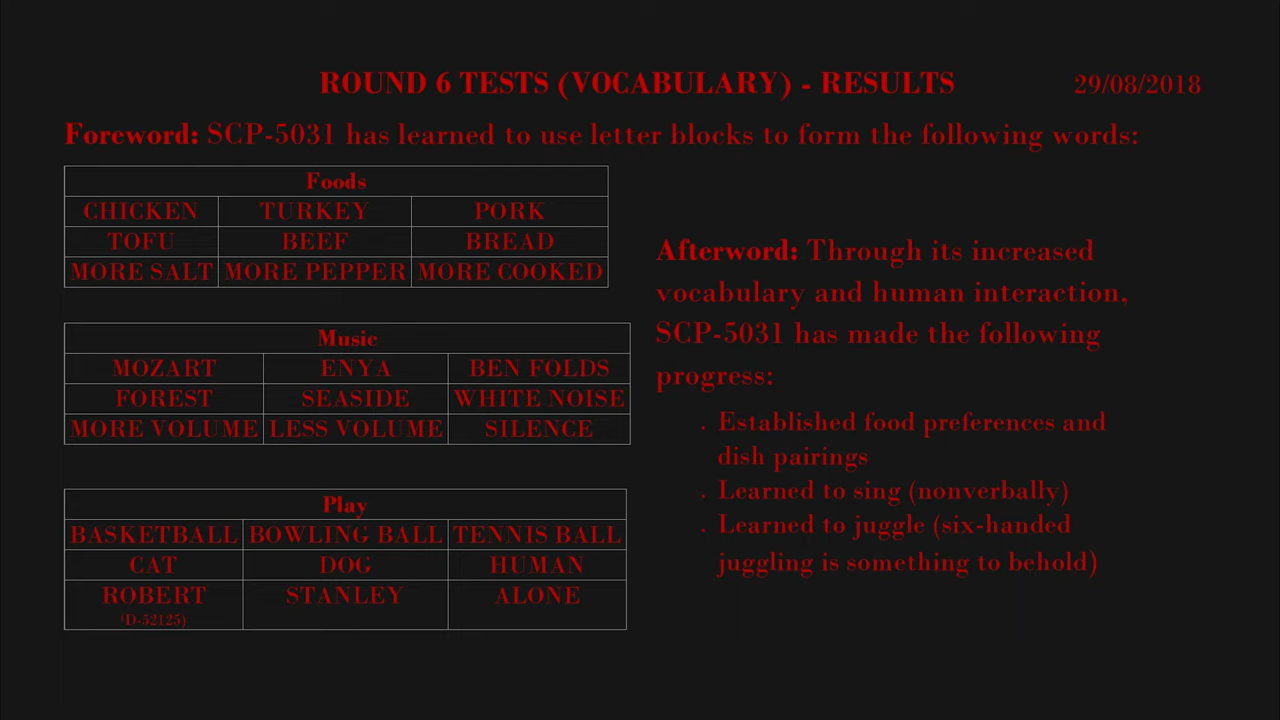 ROUND 6 TESTS (VOCABULARY) - RESULTS 29/08/2018
Foreword: SCP-5031 has learned to use letter blocks to form the following words:
Foods
CHICKEN TURKEY PORK
TOFU BEEF BREAD
MORE SALT MORE PEPPER MORE COOKED
Music
MOZART ENYA BEN FOLDS
FOREST SEASIDE WHITE NOISE
MORE VOLUME LESS VOLUME SILENCE
Play
BASKETBALL BOWLING BALL TENNIS BALL
CAT DOG HUMAN
ROBERT STANLEY ALONE
(D-52125)
Afterword: Through its increased
vocabulary and human interaction,
SCP-5031 has made the following
progress:
. Established food preferences and
dish pairings
. Learned to sing (nonverbally)
. Learned to juggle (six-handed
juggling is something to behold)